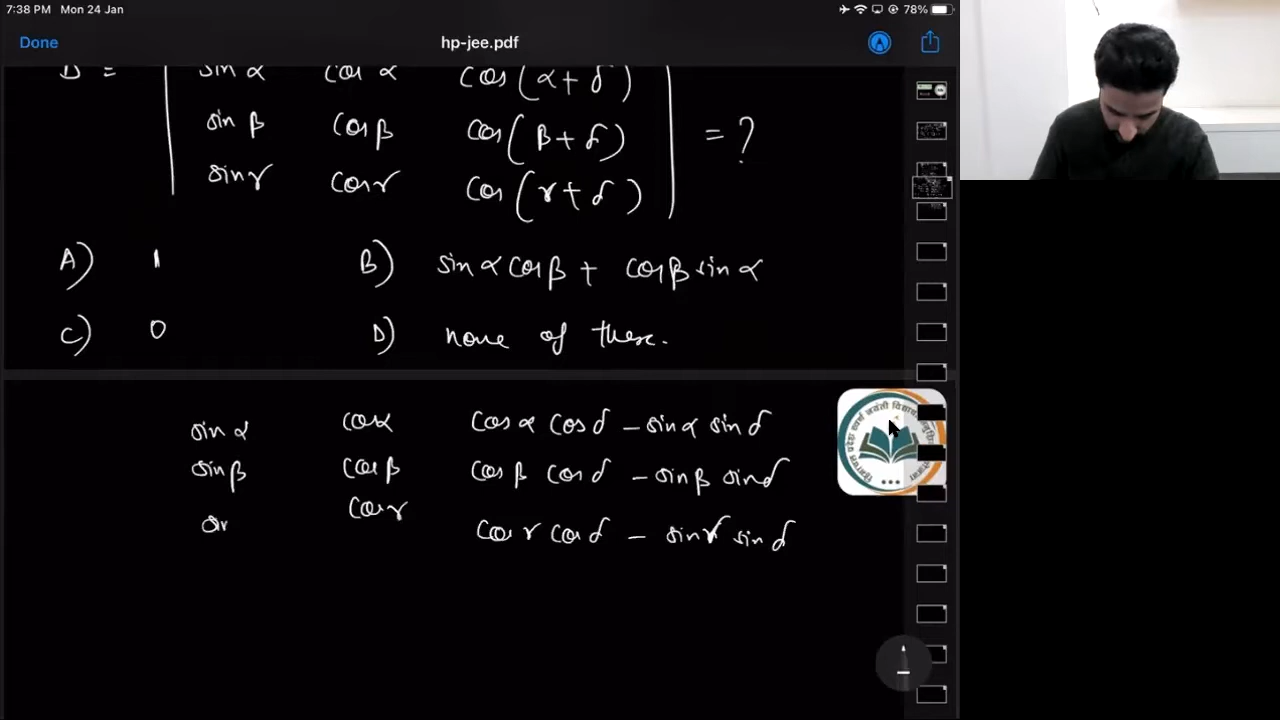 7:38 PM Mon 24 Jan
78%
Done
hp-jee.pdf
D = | sin α cos α cos(α + δ) |
| sin β cos β cos(β + δ) | = ?
| sin γ cos γ cos(γ + δ) |
A) 1 B) sin α cos β + cos β sin α
C) 0 D) none of these.
sin α cos α cos α cos δ – sin α sin δ
sin β cos β cos β cos δ – sin β sin δ
cos γ cos γ cos δ – sin γ sin δ